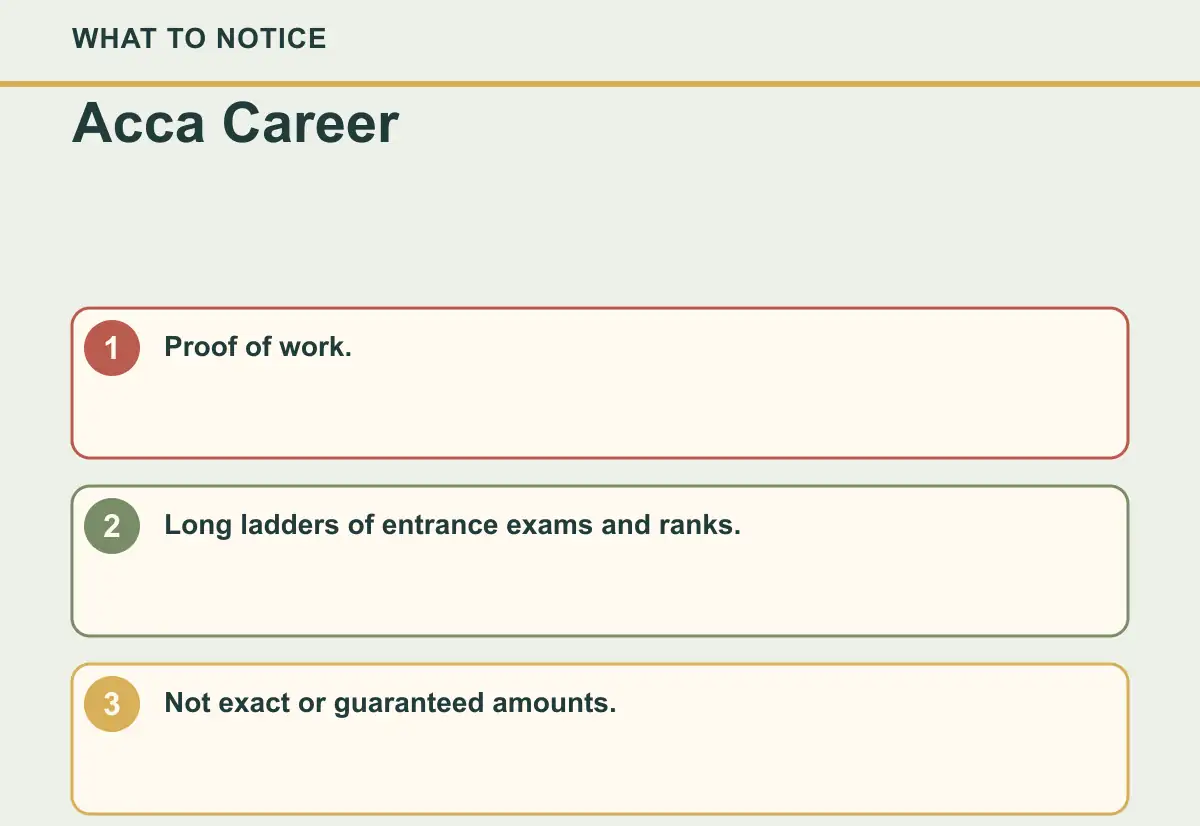 WHAT TO NOTICE
Acca Career
1 Proof of work.
2 Long ladders of entrance exams and ranks.
3 Not exact or guaranteed amounts.